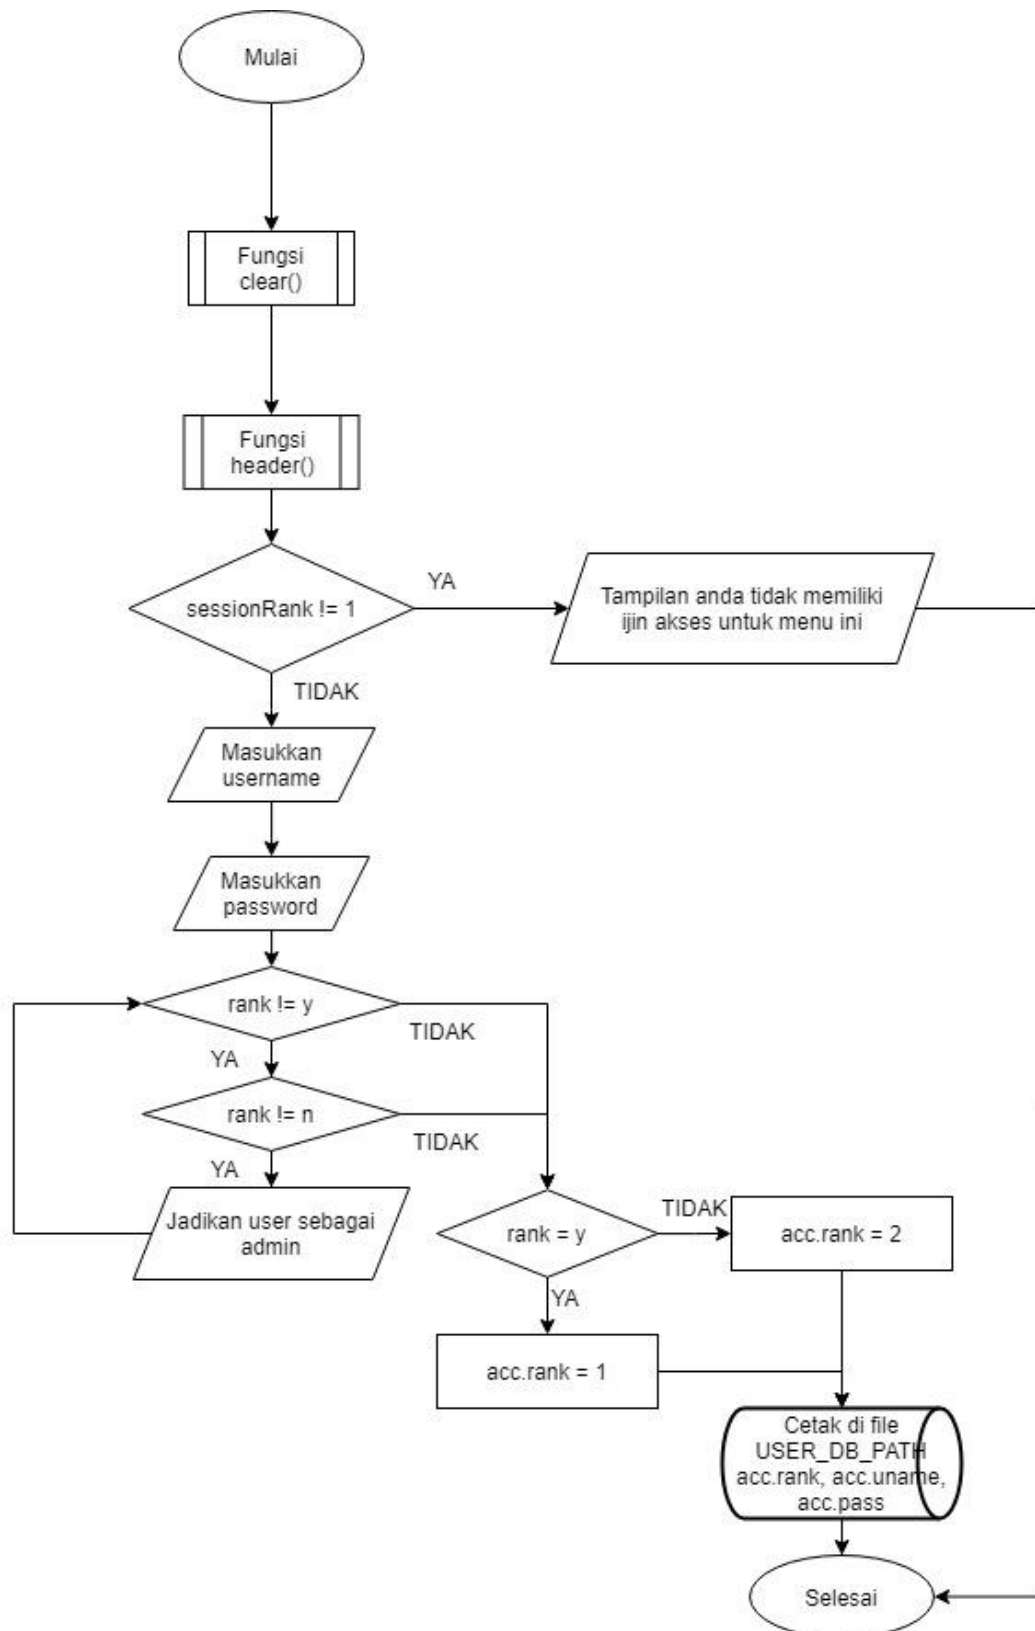 Mulai
Fungsi
clear()
Fungsi
header()
sessionRank != 1
YA
Tampilan anda tidak memiliki
ijin akses untuk menu ini
TIDAK
Masukkan
username
Masukkan
password
rank != y
TIDAK
YA
rank != n
TIDAK
YA
Jadikan user sebagai
admin
rank = y
TIDAK
acc.rank = 2
YA
acc.rank = 1
Cetak di file
USER_DB_PATH
acc.rank, acc.uname,
acc.pass
Selesai